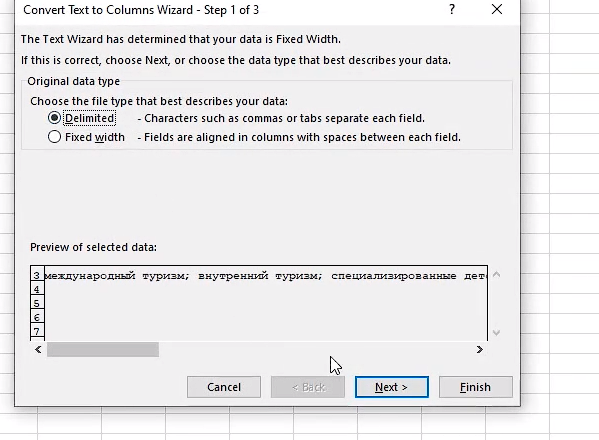 Convert Text to Columns Wizard - Step 1 of 3 ?
The Text Wizard has determined that your data is Fixed Width.
If this is correct, choose Next, or choose the data type that best describes your data.
Original data type
Choose the file type that best describes your data:
Delimited - Characters such as commas or tabs separate each field.
Fixed width - Fields are aligned in columns with spaces between each field.
Preview of selected data:
3 международный туризм; внутренний туризм; специализированные дет
4
5
6
7
Cancel < Back Next > Finish